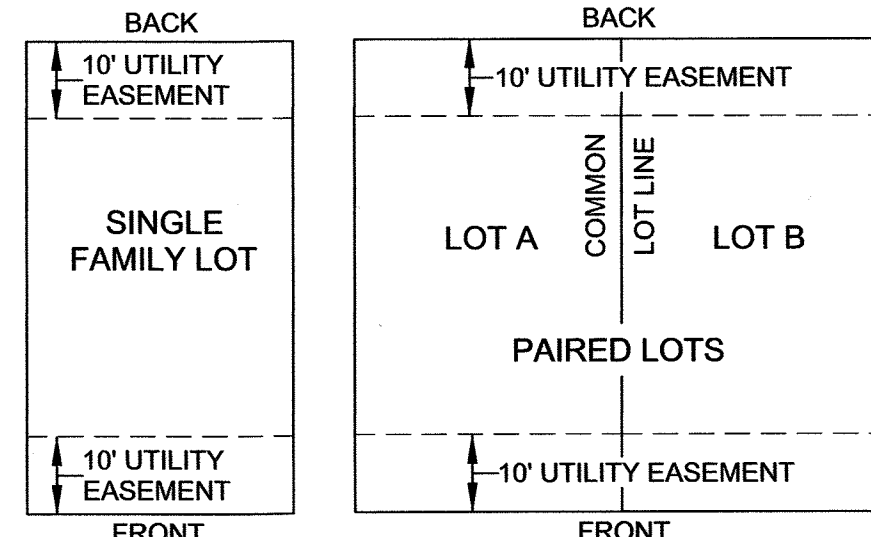 BACK
10' UTILITY
EASEMENT
SINGLE
FAMILY LOT
10' UTILITY
EASEMENT
FRONT
BACK
10' UTILITY EASEMENT
COMMON
LOT LINE
LOT A
LOT B
PAIRED LOTS
10' UTILITY EASEMENT
FRONT